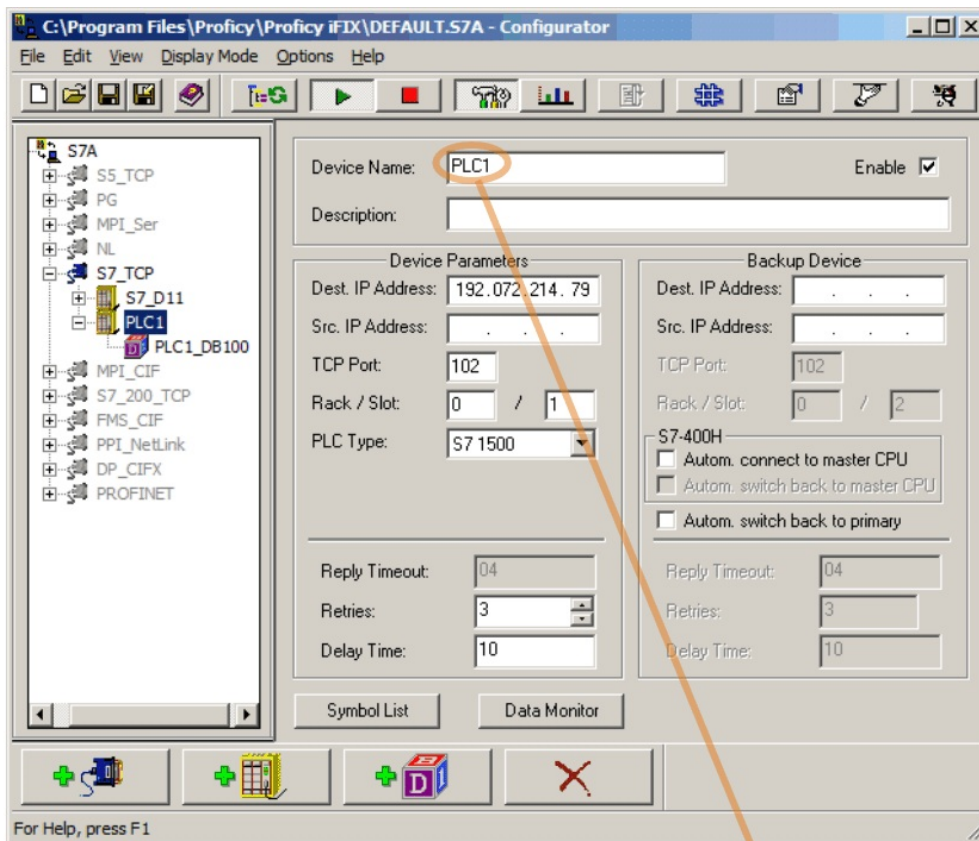 C:\Program Files\Proficy\Proficy iFIX\DEFAULT.S7A - Configurator
File Edit View Display Mode Options Help
S7A
S5_TCP
PG
MPI_Ser
NL
S7_TCP
S7_D11
PLC1
PLC1_DB100
MPI_CIF
S7_200_TCP
FMS_CIF
PPI_NetLink
DP_CIFX
PROFINET
Device Name: PLC1 Enable
Description:
Device Parameters
Dest. IP Address: 192.072.214. 79
Src. IP Address: . . .
TCP Port: 102
Rack / Slot: 0 / 1
PLC Type: S7 1500
Reply Timeout: 04
Retries: 3
Delay Time: 10
Backup Device
Dest. IP Address: . . .
Src. IP Address: . . .
TCP Port: 102
Rack / Slot: 0 / 2
S7-400H
Autom. connect to master CPU
Autom. switch back to master CPU
Autom. switch back to primary
Reply Timeout: 04
Retries: 3
Delay Time: 10
Symbol List Data Monitor
D
For Help, press F1